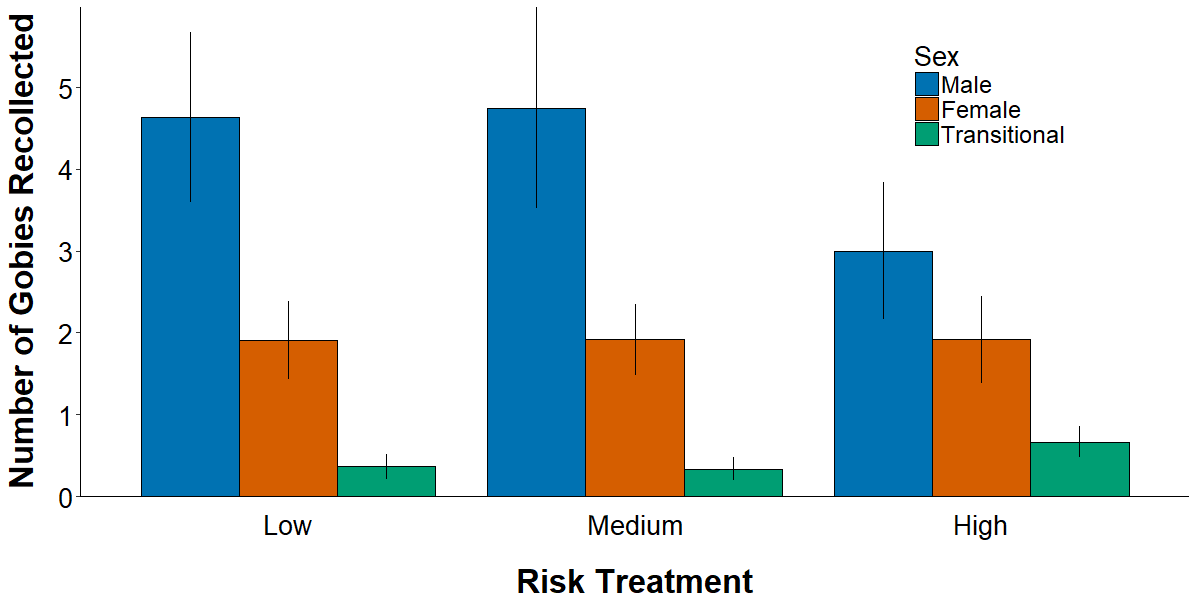 Number of Gobies Recollected
5
4
3
2
1
0
Sex
Male
Female
Transitional
Low
Medium
High
Risk Treatment